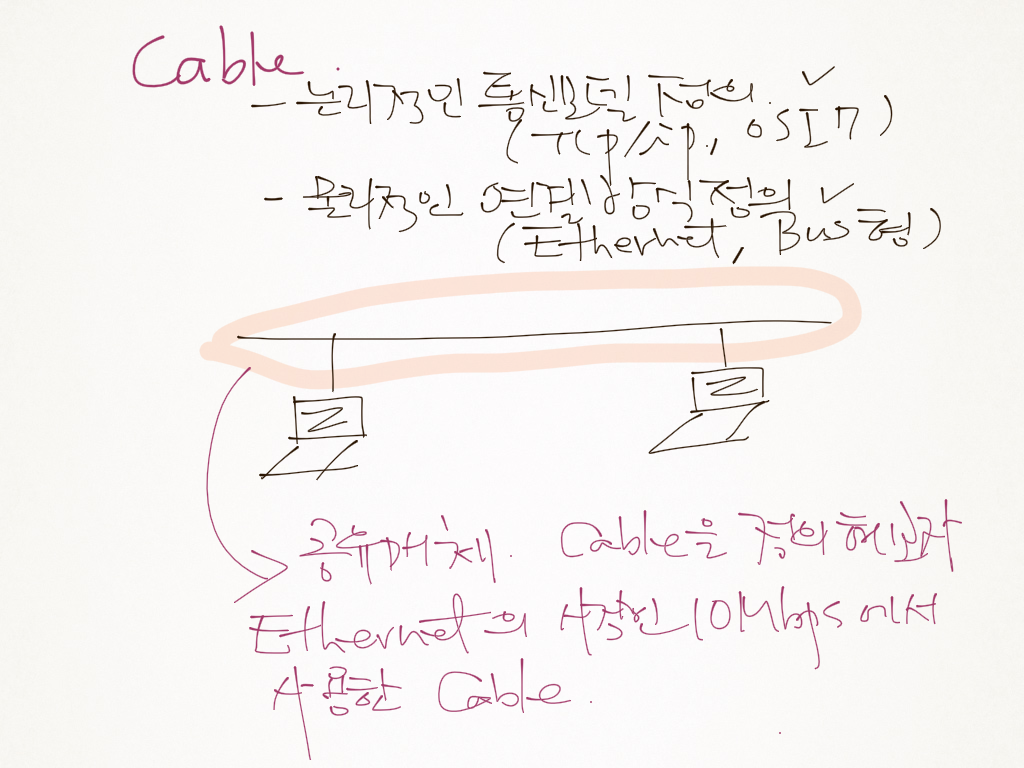 Cable.
- 논리적인 통신모델 정의.
(TCp/ip, OSI 7)
- 물리적인 연결방식 정의
(Ethernet, Bus형)
공유매체. Cable을 정의해보자
Ethernet의 시작인 10Mbps에서
사용한 Cable.